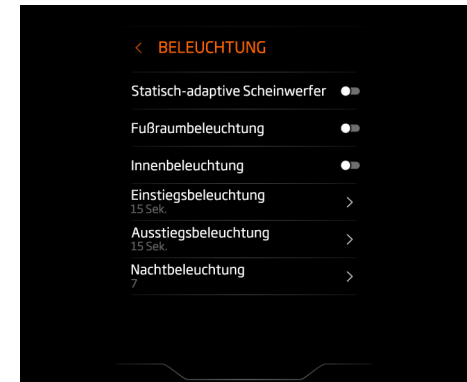 < BELEUCHTUNG
Statisch-adaptive Scheinwerfer
Fußraumbeleuchtung
Innenbeleuchtung
Einstiegsbeleuchtung
15 Sek.
Ausstiegsbeleuchtung
15 Sek.
Nachtbeleuchtung
7